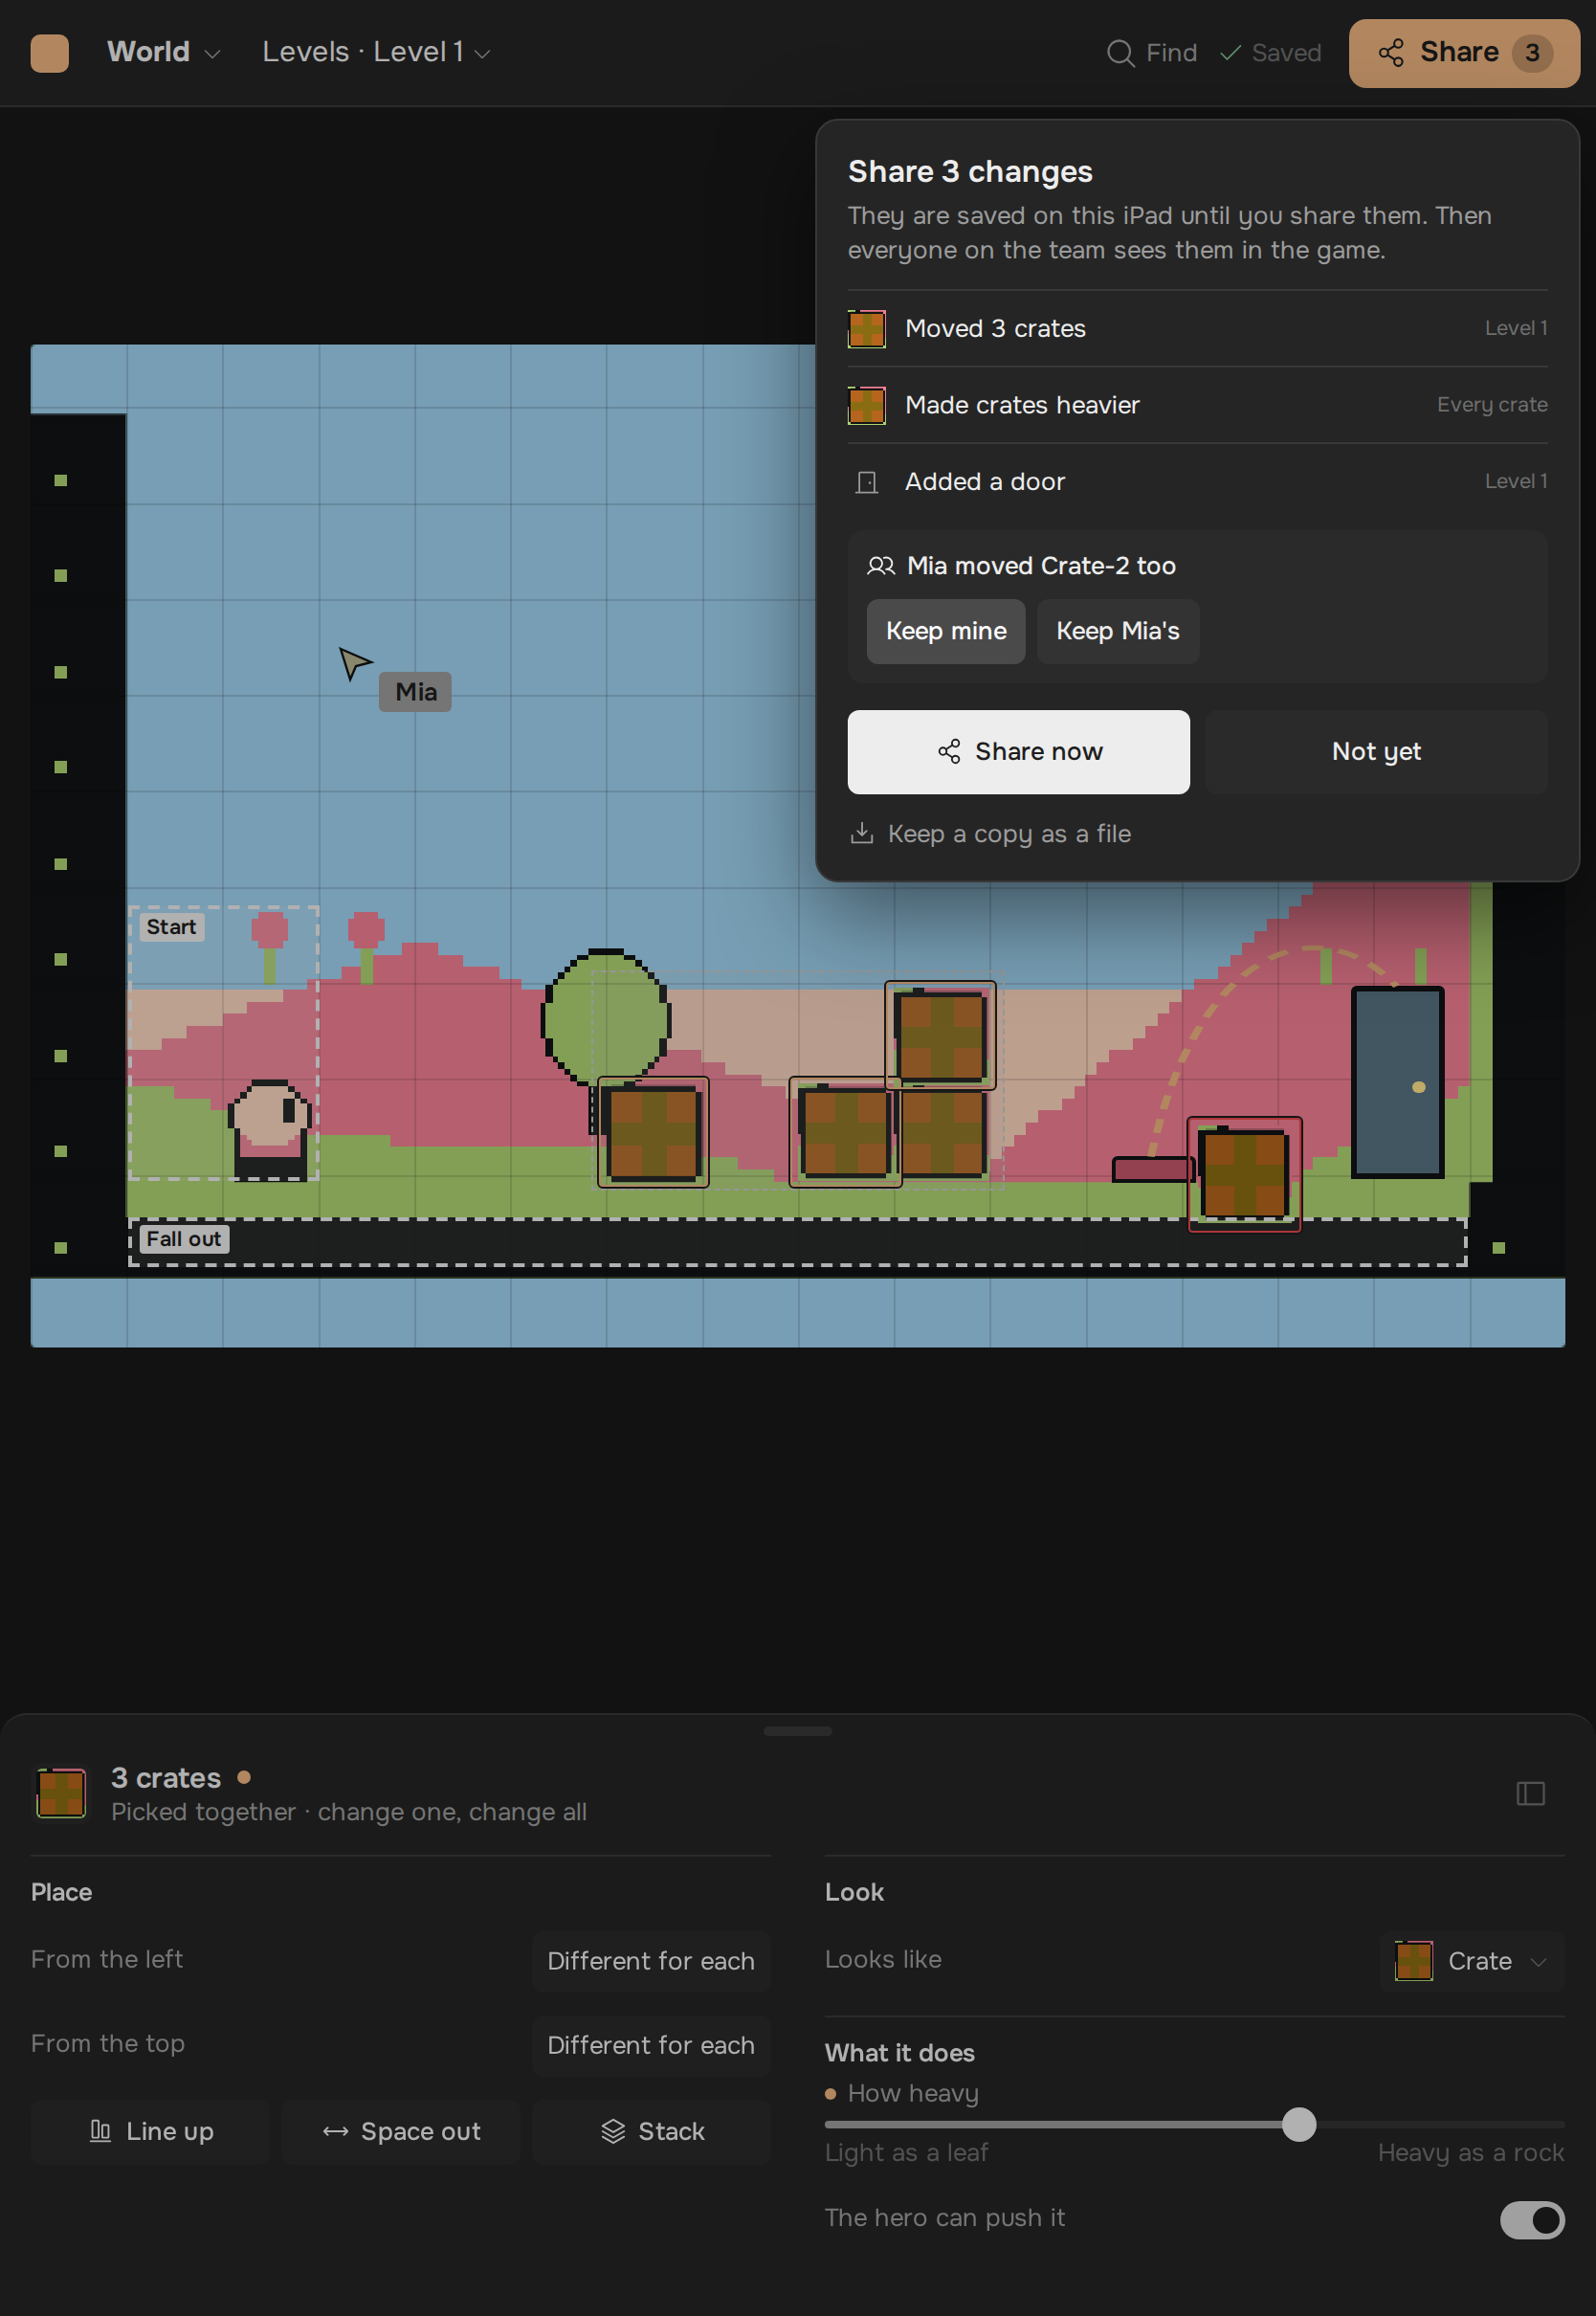 World
Levels · Level 1
Find
Saved
Share 3
Share 3 changes
They are saved on this iPad until you share them. Then
everyone on the team sees them in the game.
Moved 3 crates
Level 1
Made crates heavier
Every crate
Added a door
Level 1
Mia moved Crate-2 too
Keep mine
Keep Mia's
Share now
Not yet
Keep a copy as a file
Mia
Start
Fall out
3 crates
Picked together · change one, change all
Place
From the left
Different for each
From the top
Different for each
Line up
Space out
Stack
Look
Looks like
Crate
What it does
How heavy
Light as a leaf
Heavy as a rock
The hero can push it